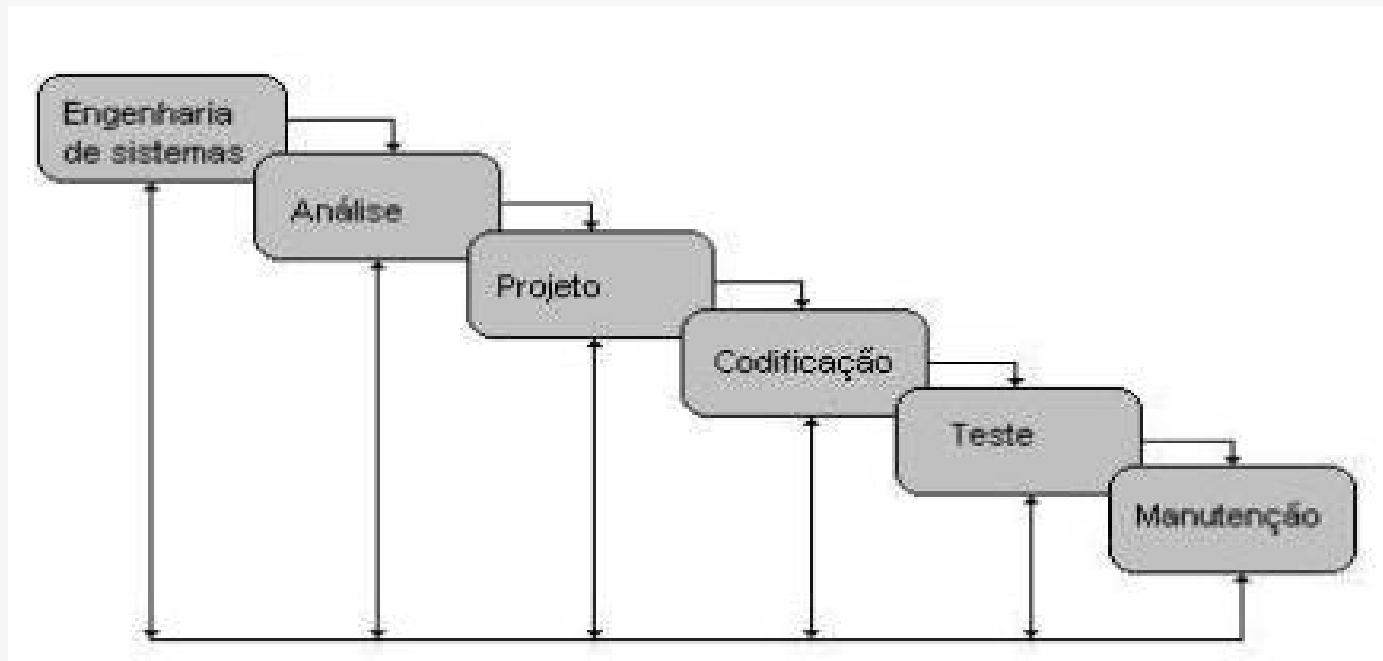 Engenharia
de sistemas
Análise
Projeto
Codificação
Teste
Manutenção